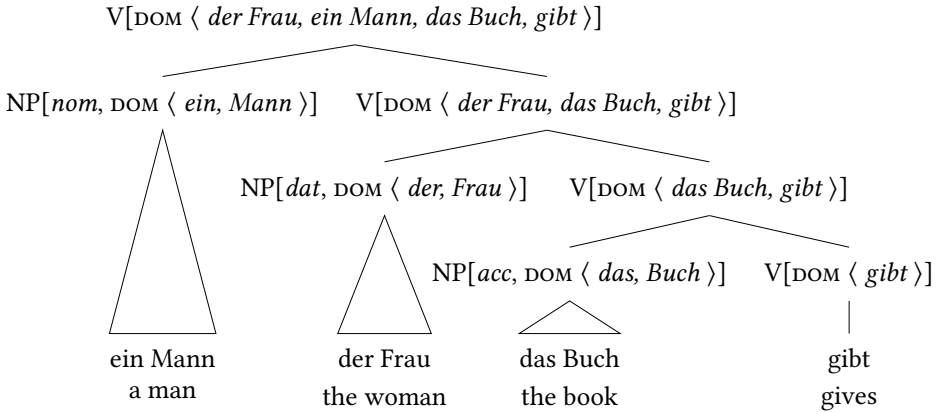 V[DOM ⟨ der Frau, ein Mann, das Buch, gibt ⟩]
NP[nom, DOM ⟨ ein, Mann ⟩] V[DOM ⟨ der Frau, das Buch, gibt ⟩]
NP[dat, DOM ⟨ der, Frau ⟩] V[DOM ⟨ das Buch, gibt ⟩]
NP[acc, DOM ⟨ das, Buch ⟩] V[DOM ⟨ gibt ⟩]
ein Mann der Frau das Buch gibt
a man the woman the book gives